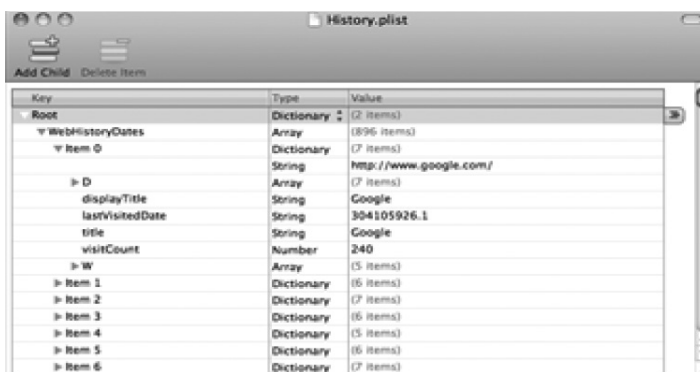 History.plist
Add Child Delete Item
Key Type Value
Root Dictionary (2 items)
WebHistoryDates Array (896 items)
Item 0 Dictionary (7 items)
String http://www.google.com/
D Array (7 items)
displayTitle String Google
lastVisitedDate String 304105926.1
title String Google
visitCount Number 240
W Array (5 items)
Item 1 Dictionary (6 items)
Item 2 Dictionary (7 items)
Item 3 Dictionary (6 items)
Item 4 Dictionary (5 items)
Item 5 Dictionary (6 items)
Item 6 Dictionary (7 items)